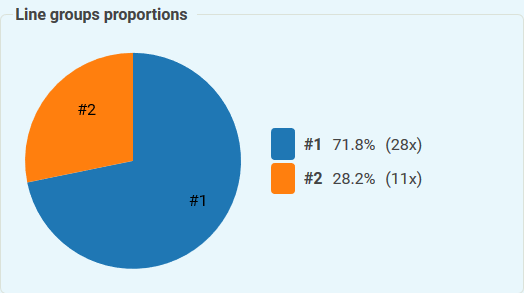 Line groups proportions
#2
#1
#1 71.8% (28x)
#2 28.2% (11x)